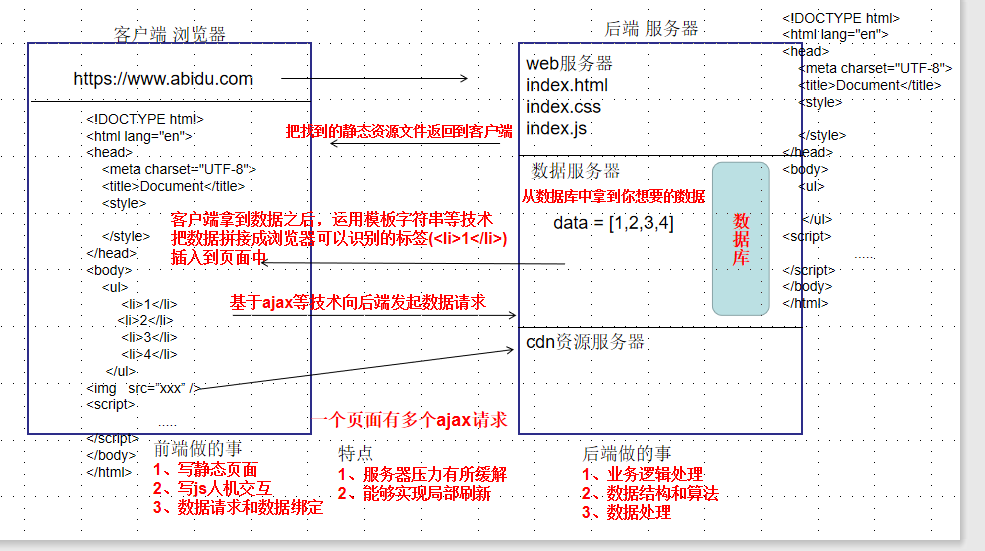 客户端 浏览器
https://www.abidu.com
<!DOCTYPE html>
<html lang="en">
<head>
<meta charset="UTF-8">
<title>Document</title>
<style>
</style>
</head>
<body>
<ul>
<li>1</li>
<li>2</li>
<li>3</li>
<li>4</li>
</ul>
<img src="xxx" />
<script>
.....
</script>
</body>
</html>
把找到的静态资源文件返回到客户端
客户端拿到数据之后，运用模板字符串等技术
把数据拼接成浏览器可以识别的标签(<li>1</li>)
插入到页面中
基于ajax等技术向后端发起数据请求
一个页面有多个ajax请求
后端 服务器
web服务器
index.html
index.css
index.js
数据服务器
从数据库中拿到你想要的数据
data = [1,2,3,4]
数据库
cdn资源服务器
<!DOCTYPE html>
<html lang="en">
<head>
<meta charset="UTF-8">
<title>Document</title>
<style>
</style>
</head>
<body>
<ul>
</ul>
<script>
......
</script>
</body>
</html>
前端做的事
1、写静态页面
2、写js人机交互
3、数据请求和数据绑定
特点
1、服务器压力有所缓解
2、能够实现局部刷新
后端做的事
1、业务逻辑处理
2、数据结构和算法
3、数据处理